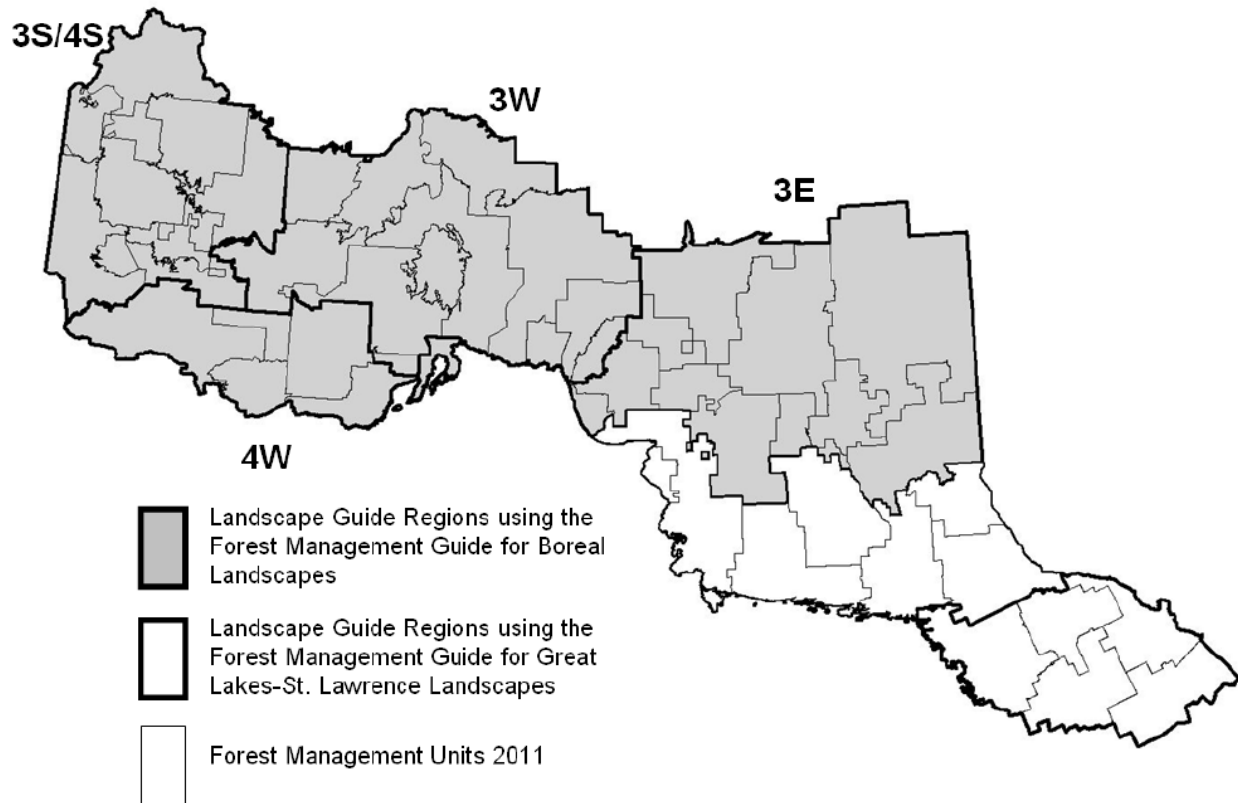 3S/4S
3W
3E
4W
Landscape Guide Regions using the
Forest Management Guide for Boreal
Landscapes
Landscape Guide Regions using the
Forest Management Guide for Great
Lakes-St. Lawrence Landscapes
Forest Management Units 2011